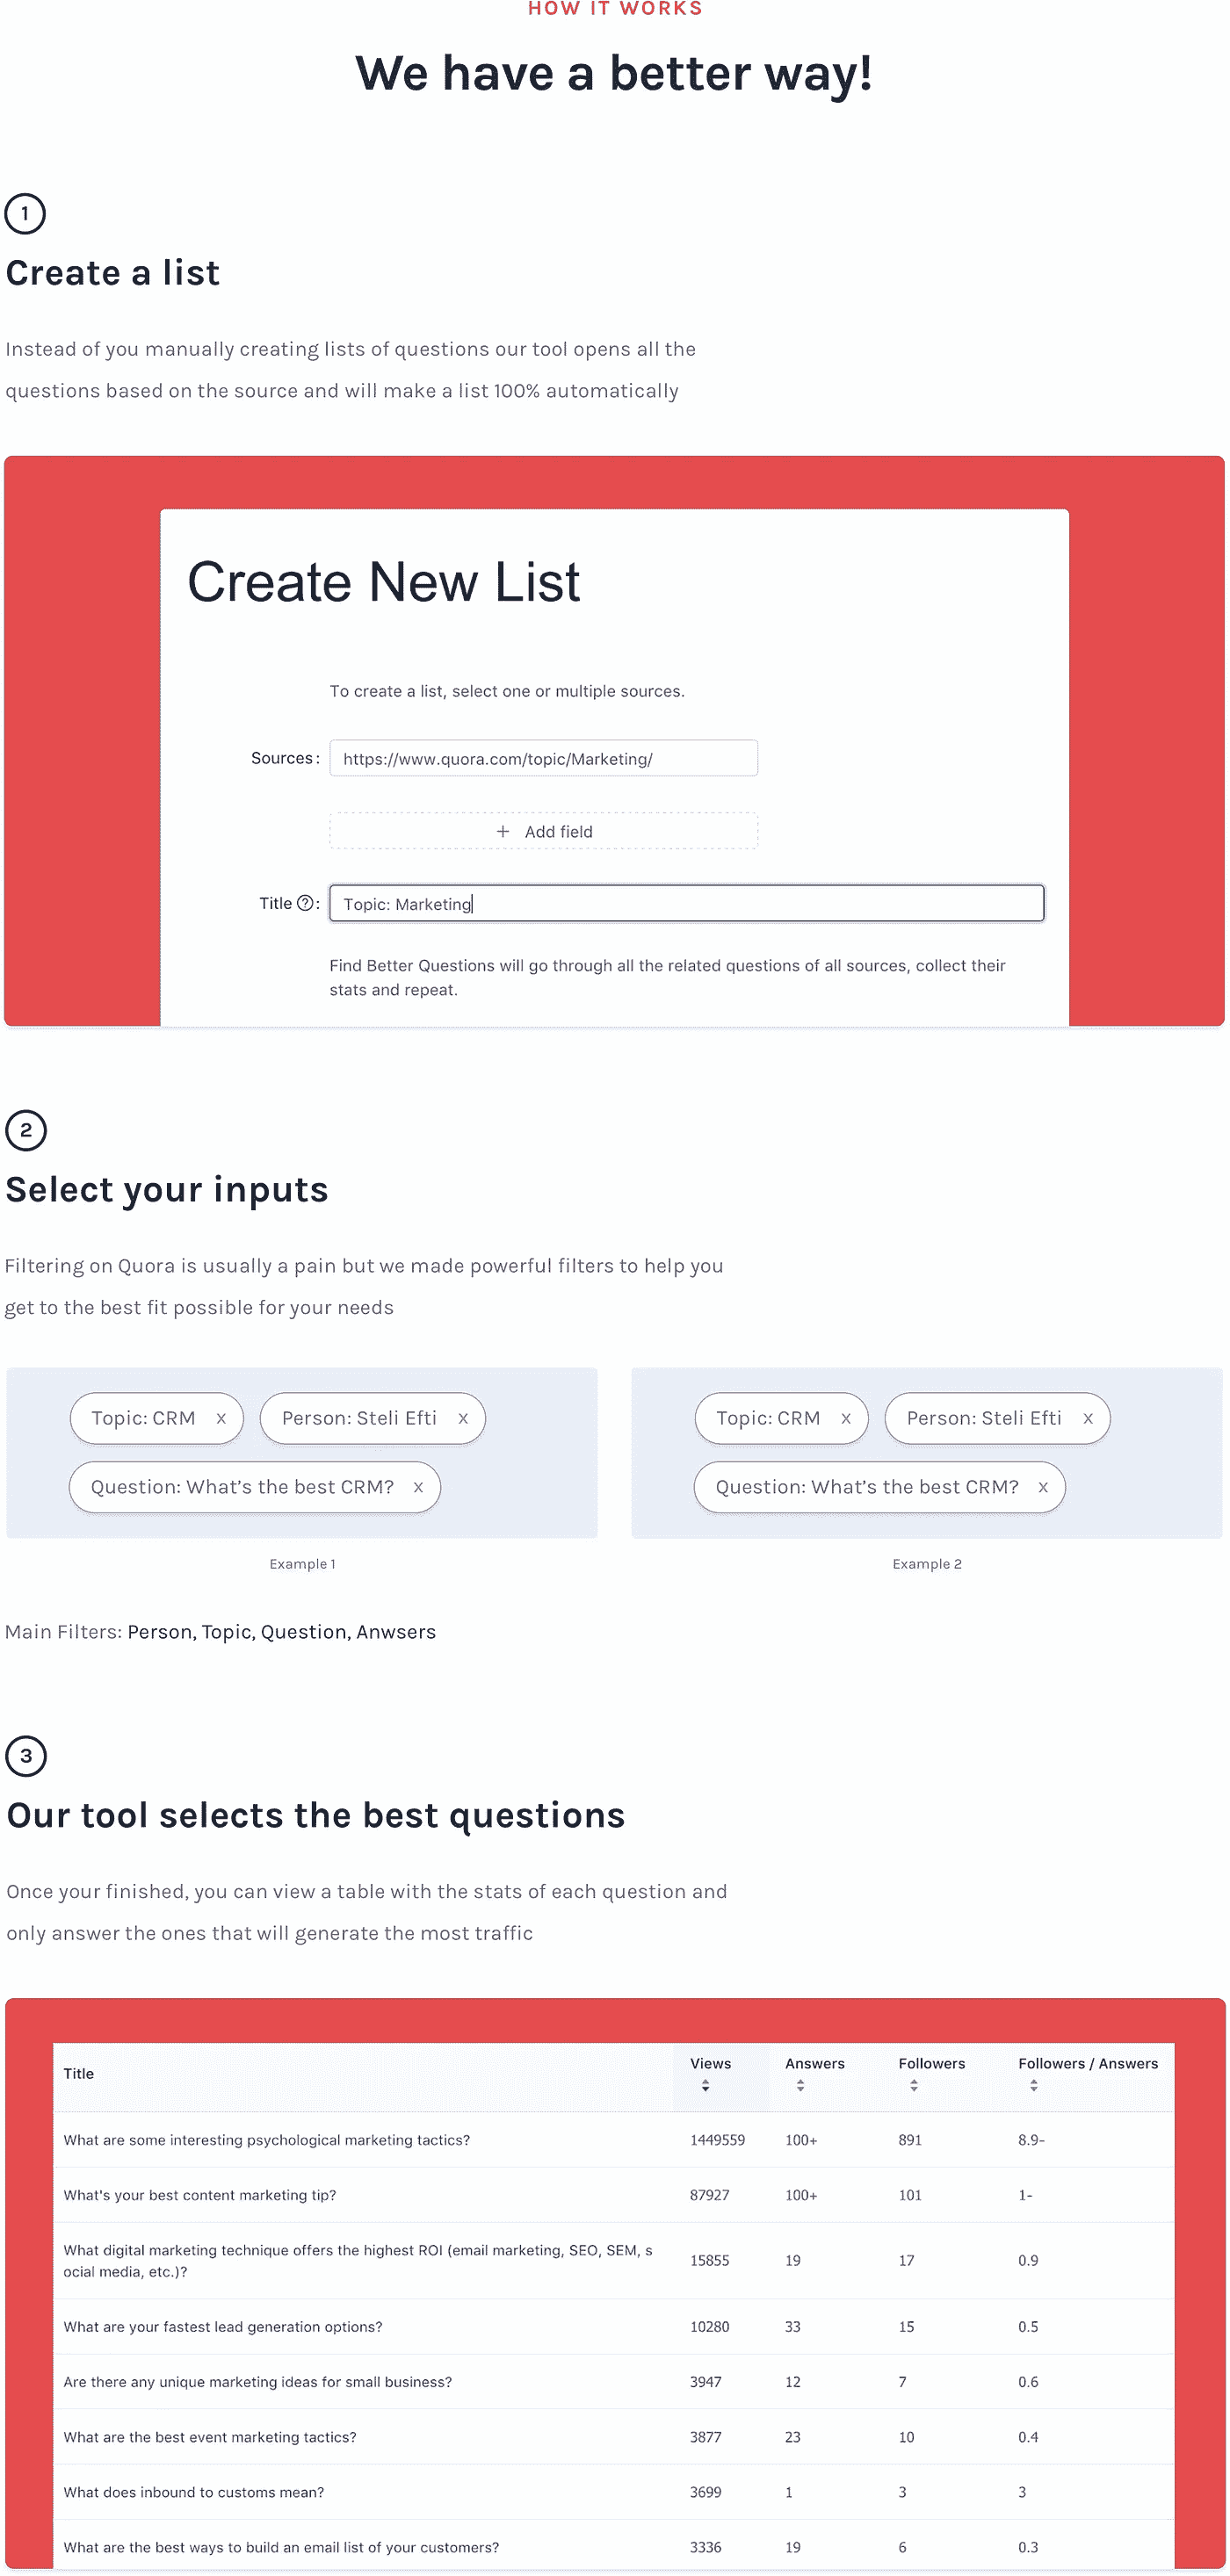 HOW IT WORKS
We have a better way!
1
Create a list
Instead of you manually creating lists of questions our tool opens all the
questions based on the source and will make a list 100% automatically
Create New List
To create a list, select one or multiple sources.
Sources: https://www.quora.com/topic/Marketing/
+ Add field
Title ?: Topic: Marketing
Find Better Questions will go through all the related questions of all sources, collect their
stats and repeat.
2
Select your inputs
Filtering on Quora is usually a pain but we made powerful filters to help you
get to the best fit possible for your needs
Topic: CRM x Person: Steli Efti x
Question: What's the best CRM? x
Example 1
Topic: CRM x Person: Steli Efti x
Question: What's the best CRM? x
Example 2
Main Filters: Person, Topic, Question, Anwsers
3
Our tool selects the best questions
Once your finished, you can view a table with the stats of each question and
only answer the ones that will generate the most traffic
Title Views Answers Followers Followers / Answers
What are some interesting psychological marketing tactics? 1449559 100+ 891 8.9-
What's your best content marketing tip? 87927 100+ 101 1-
What digital marketing technique offers the highest ROI (email marketing, SEO, SEM, s
ocial media, etc.)? 15855 19 17 0.9
What are your fastest lead generation options? 10280 33 15 0.5
Are there any unique marketing ideas for small business? 3947 12 7 0.6
What are the best event marketing tactics? 3877 23 10 0.4
What does inbound to customs mean? 3699 1 3 3
What are the best ways to build an email list of your customers? 3336 19 6 0.3